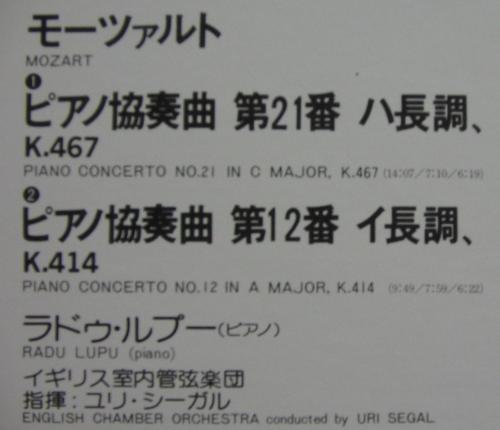 モーツァルト
MOZART
❶
ピアノ協奏曲 第21番 ハ長調、
K.467
PIANO CONCERTO NO.21 IN C MAJOR, K.467 (14:07/7:10/6:19)
❷
ピアノ協奏曲 第12番 イ長調、
K.414
PIANO CONCERTO NO.12 IN A MAJOR, K.414 (9:49/7:59/6:22)
ラドゥ・ルプー(ピアノ)
RADU LUPU (piano)
イギリス室内管弦楽団
指揮:ユリ・シーガル
ENGLISH CHAMBER ORCHESTRA conducted by URI SEGAL